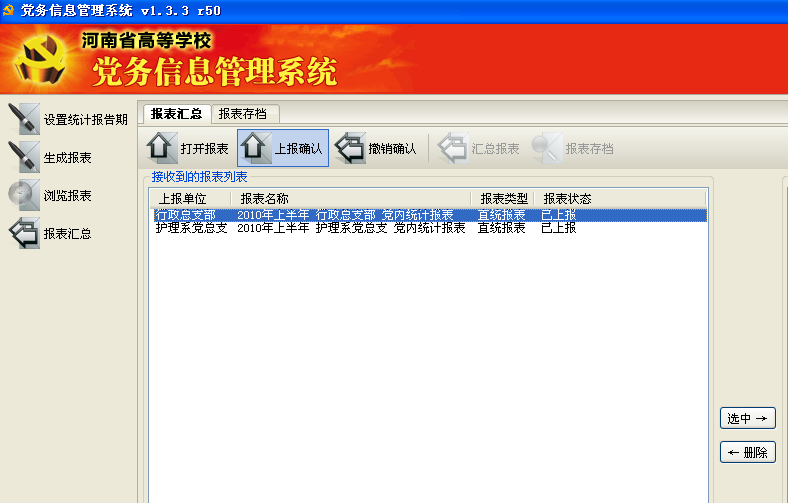 党务信息管理系统 v1.3.3 r50
河南省高等学校
党务信息管理系统
设置统计报告期
生成报表
浏览报表
报表汇总
报表汇总 报表存档
打开报表 上报确认 撤销确认 汇总报表 报表存档
接收到的报表列表
上报单位 报表名称 报表类型 报表状态
行政总支部 2010年上半年 行政总支部 党内统计报表 直统报表 已上报
护理系党总支 2010年上半年 护理系党总支 党内统计报表 直统报表 已上报
选中 →
← 删除